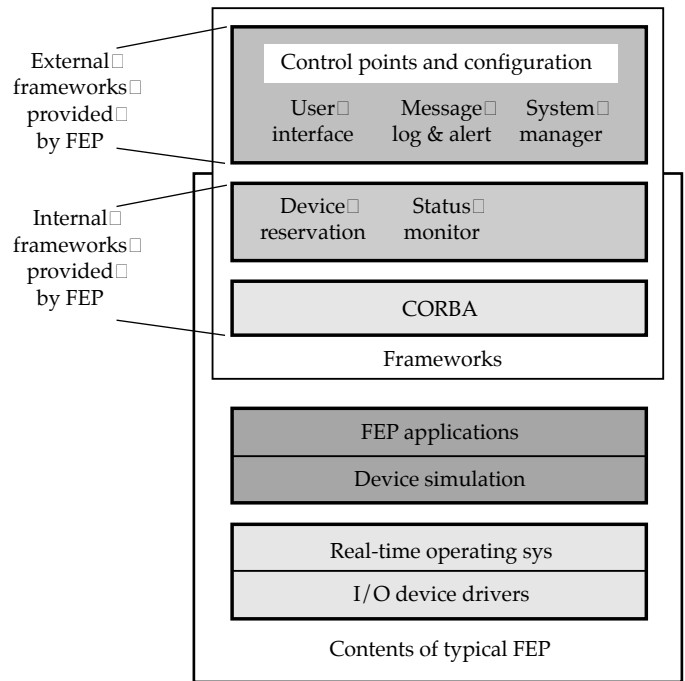 External
frameworks
provided
by FEP
Control points and configuration
User
interface
Message
log & alert
System
manager
Internal
frameworks
provided
by FEP
Device
reservation
Status
monitor
CORBA
Frameworks
FEP applications
Device simulation
Real-time operating sys
I/O device drivers
Contents of typical FEP